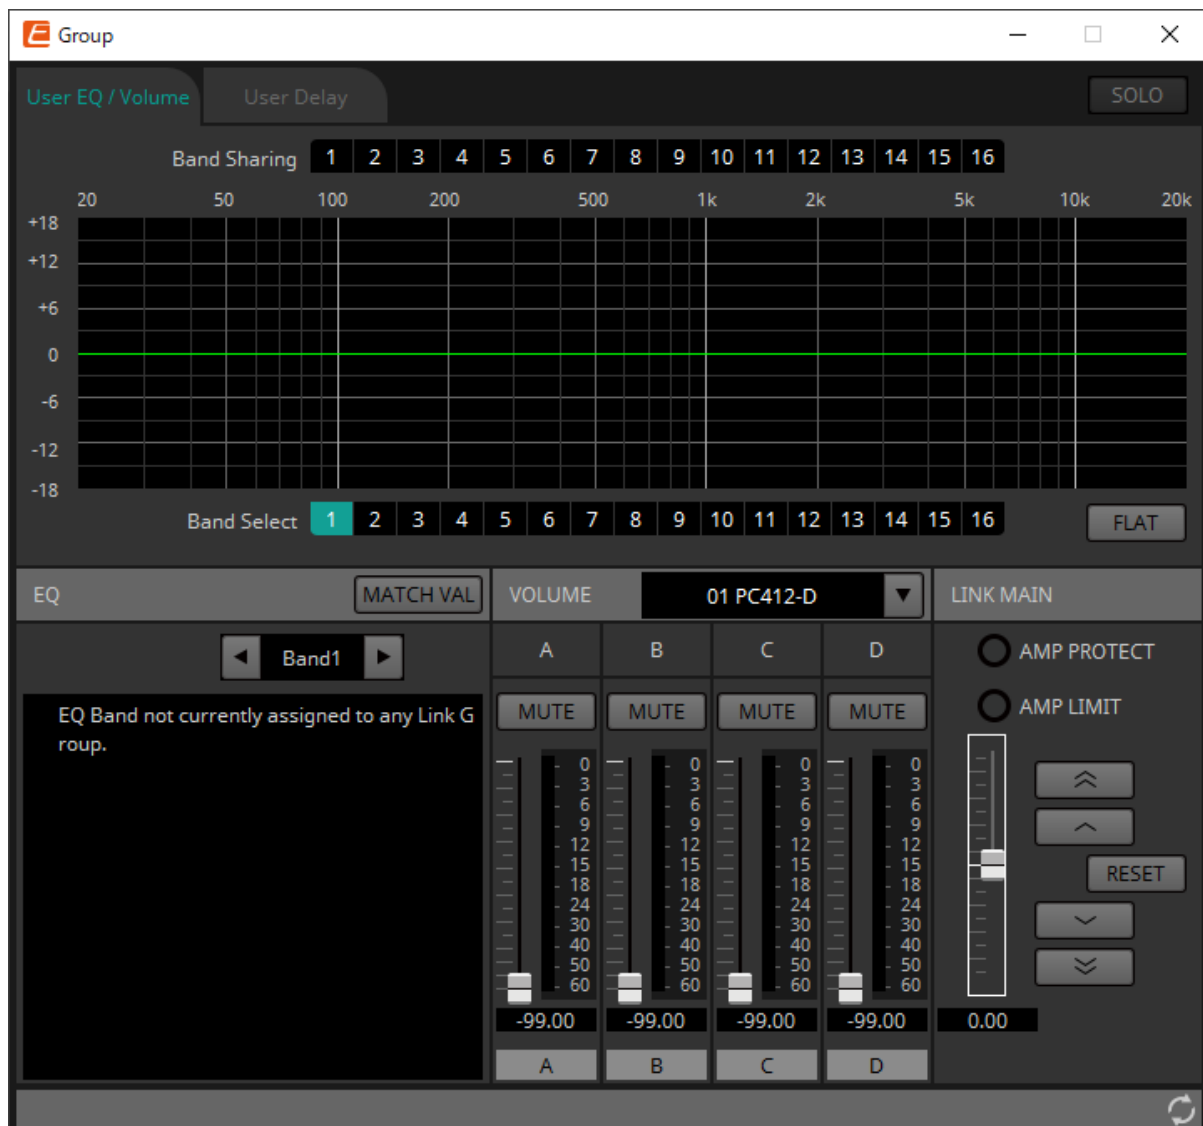 Group
User EQ / Volume User Delay SOLO
Band Sharing 1 2 3 4 5 6 7 8 9 10 11 12 13 14 15 16
20 50 100 200 500 1k 2k 5k 10k 20k
+18
+12
+6
0
-6
-12
-18
Band Select 1 2 3 4 5 6 7 8 9 10 11 12 13 14 15 16
FLAT
EQ MATCH VAL VOLUME 01 PC412-D LINK MAIN
Band1 A B C D AMP PROTECT
EQ Band not currently assigned to any Link G
roup.
MUTE MUTE MUTE MUTE AMP LIMIT
0 0 0 0
3 3 3 3
6 6 6 6
9 9 9 9
12 12 12 12
15 15 15 15
RESET
18 18 18 18
24 24 24 24
30 30 30 30
40 40 40 40
50 50 50 50
60 60 60 60
-99.00 -99.00 -99.00 -99.00 0.00
A B C D